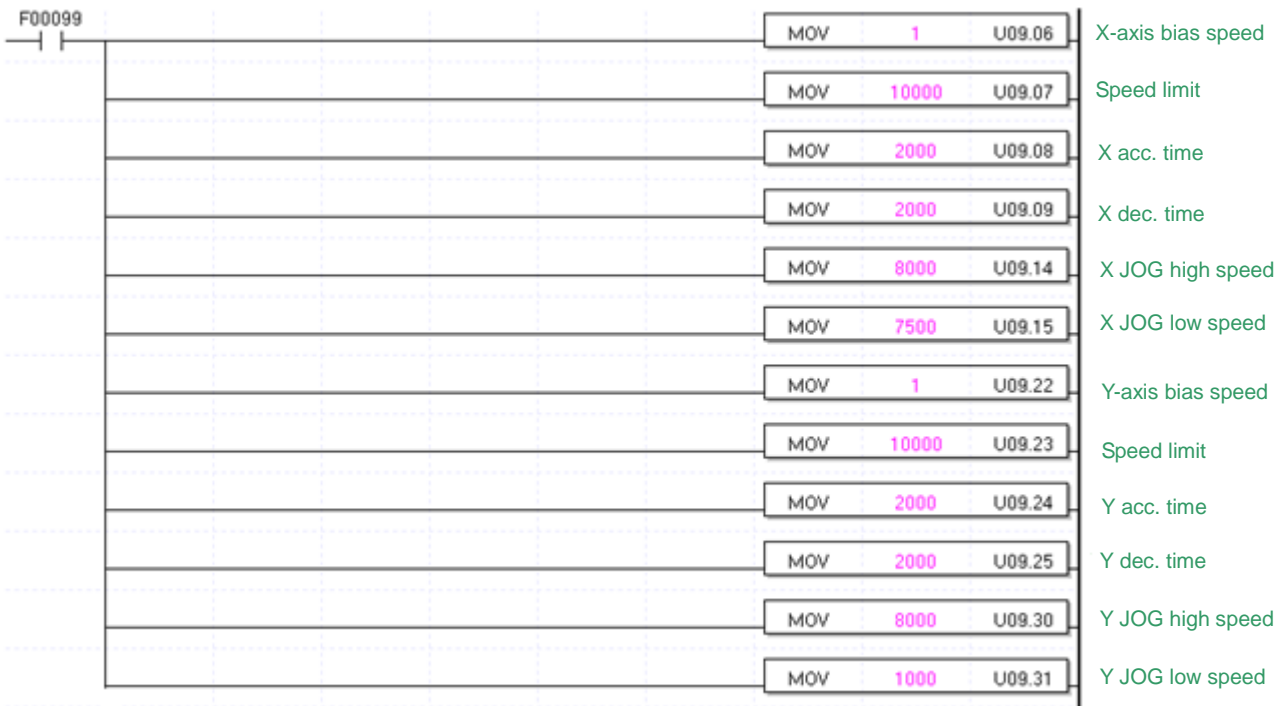 F00099
MOV 1 U09.06 X-axis bias speed
MOV 10000 U09.07 Speed limit
MOV 2000 U09.08 X acc. time
MOV 2000 U09.09 X dec. time
MOV 8000 U09.14 X JOG high speed
MOV 7500 U09.15 X JOG low speed
MOV 1 U09.22 Y-axis bias speed
MOV 10000 U09.23 Speed limit
MOV 2000 U09.24 Y acc. time
MOV 2000 U09.25 Y dec. time
MOV 8000 U09.30 Y JOG high speed
MOV 1000 U09.31 Y JOG low speed